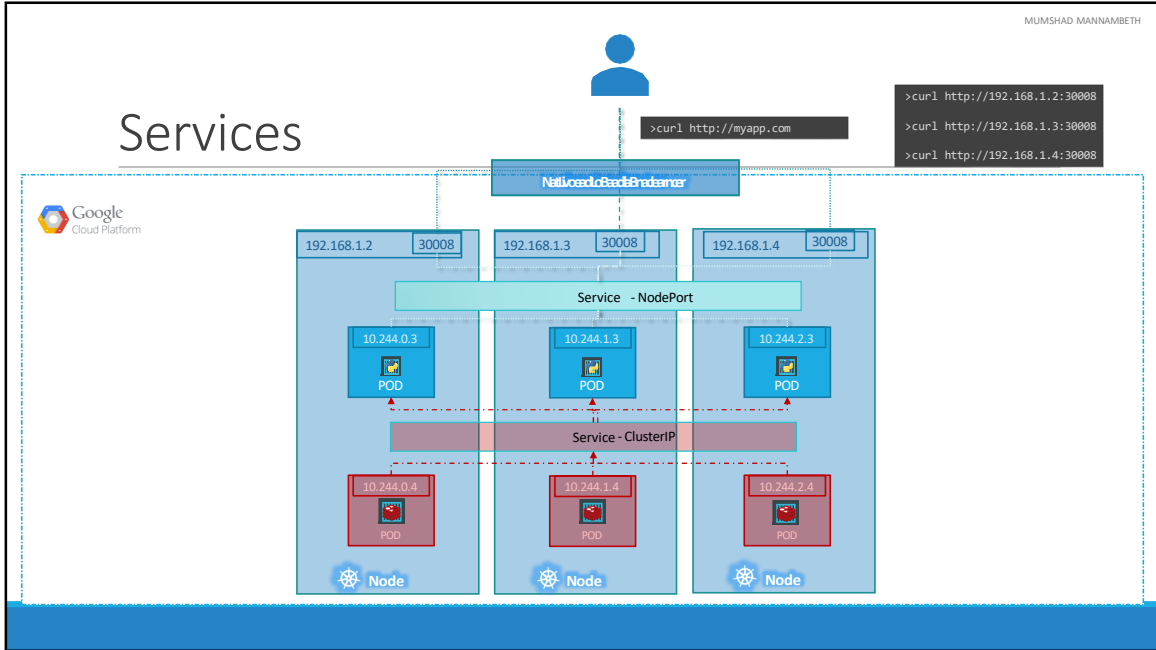 MUMSHAD MANNAMBETH
Services
>curl http://myapp.com
>curl http://192.168.1.2:30008
>curl http://192.168.1.3:30008
>curl http://192.168.1.4:30008
Google
Cloud Platform
192.168.1.2 30008
192.168.1.3 30008
192.168.1.4 30008
Service - NodePort
10.244.0.3
10.244.1.3
10.244.2.3
POD
POD
POD
Service - ClusterIP
10.244.0.4
10.244.1.4
10.244.2.4
POD
POD
POD
Node
Node
Node